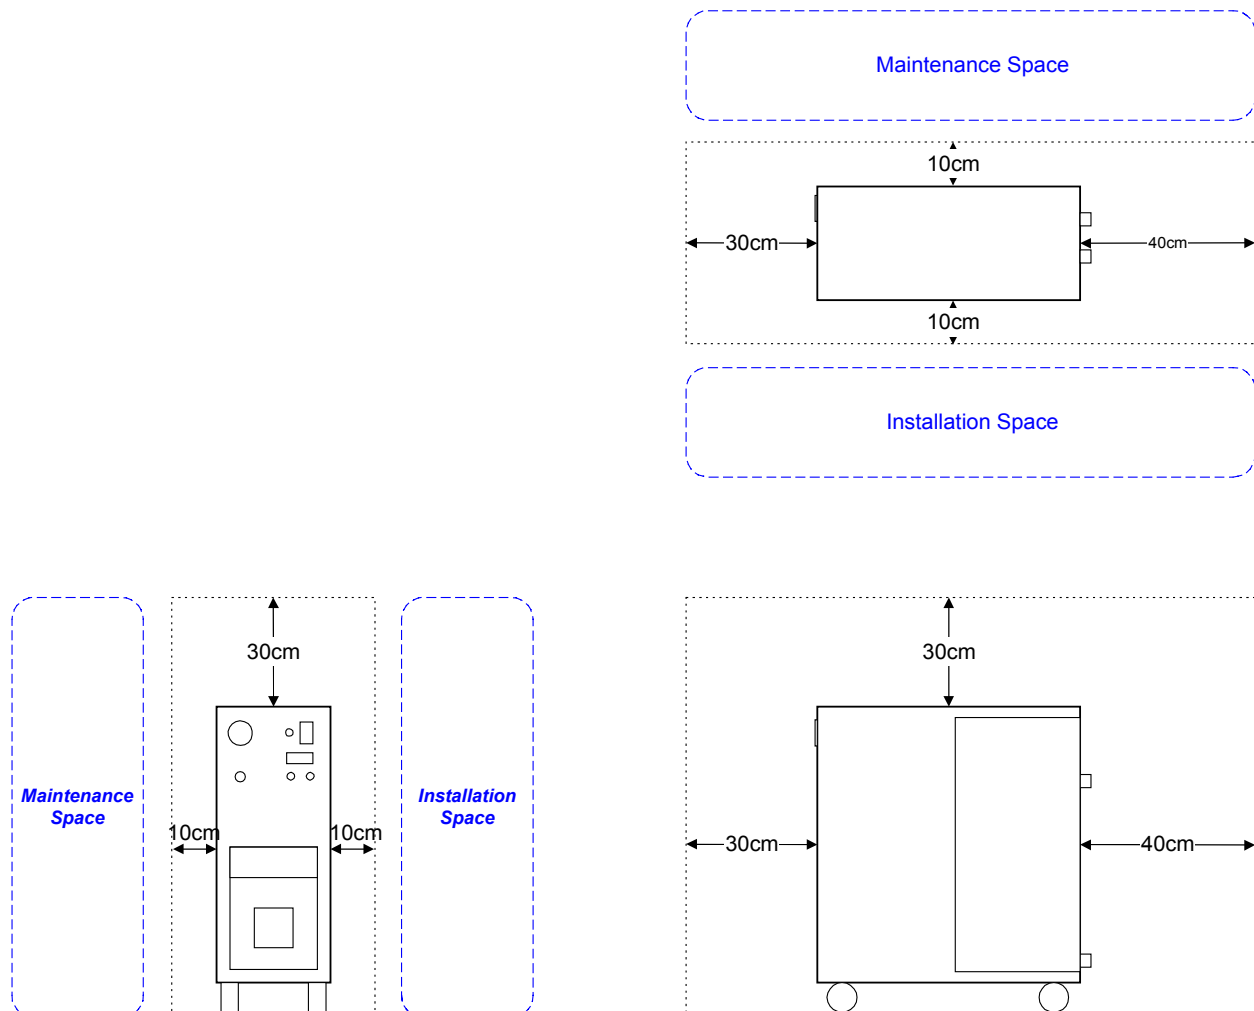 Maintenance Space
10cm
30cm
40cm
10cm
Installation Space
30cm
30cm
Maintenance
Space
Installation
Space
10cm
10cm
30cm
40cm